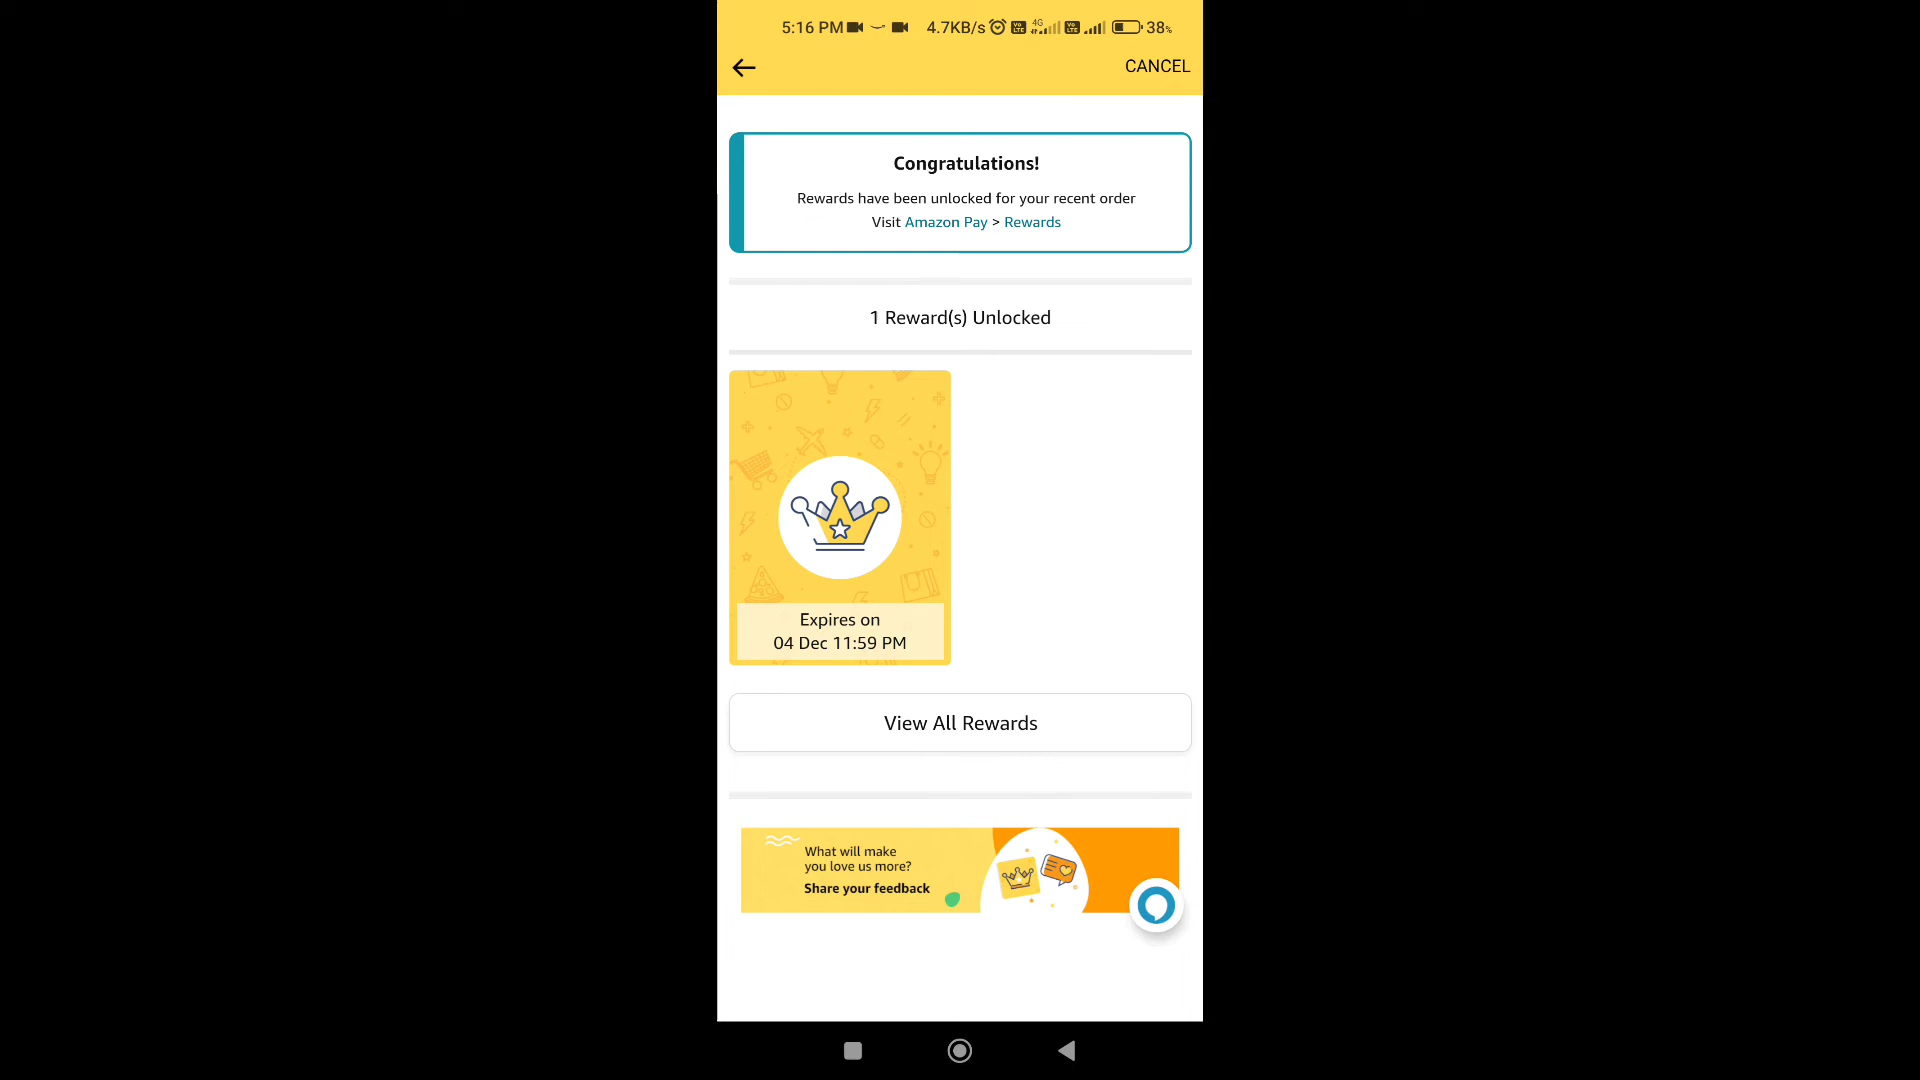 5:16 PM 4.7KB/s 4G 38%
CANCEL
Congratulations!
Rewards have been unlocked for your recent order
Visit Amazon Pay > Rewards
1 Reward(s) Unlocked
Expires on
04 Dec 11:59 PM
View All Rewards
What will make
you love us more?
Share your feedback